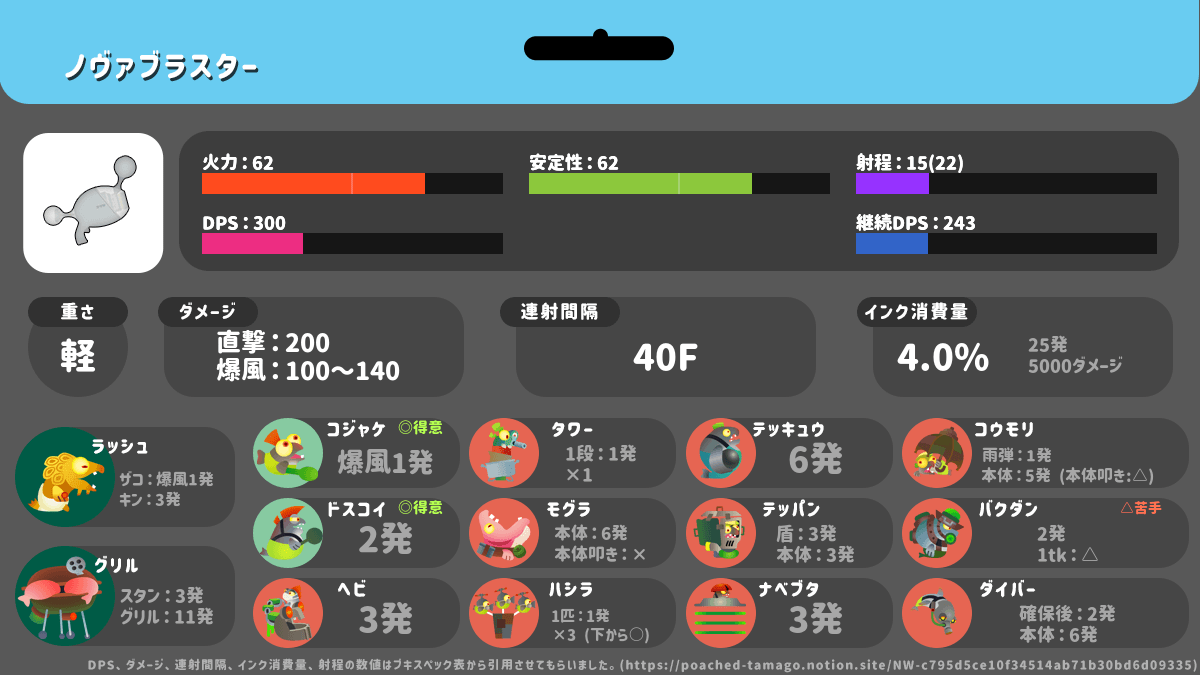 ノヴァブラスター
火力：62
安定性：62
射程：15(22)
DPS：300
継続DPS：243
重さ
軽
ダメージ
直撃：200
爆風：100～140
連射間隔
40F
インク消費量
4.0%
25発
5000ダメージ
ラッシュ
ザコ：爆風1発
キン：3発
グリル
スタン：3発
グリル：11発
コジャケ ◎得意
爆風1発
タワー
1段：1発
×1
テッキュウ
6発
コウモリ
雨弾：1発
本体：5発 (本体叩き:△)
ドスコイ ◎得意
2発
モグラ
本体：6発
本体叩き：×
テッパン
盾：3発
本体：3発
バクダン △苦手
2発
1tk：△
ヘビ
3発
ハシラ
1匹：1発
×3 (下から○)
ナベブタ
3発
ダイバー
確保後：2発
本体：6発
DPS、ダメージ、連射間隔、インク消費量、射程の数値はブキスペック表から引用させてもらいました。(https://poached-tamago.notion.site/NW-c795d5ce10f34514ab71b30bd6d09335)